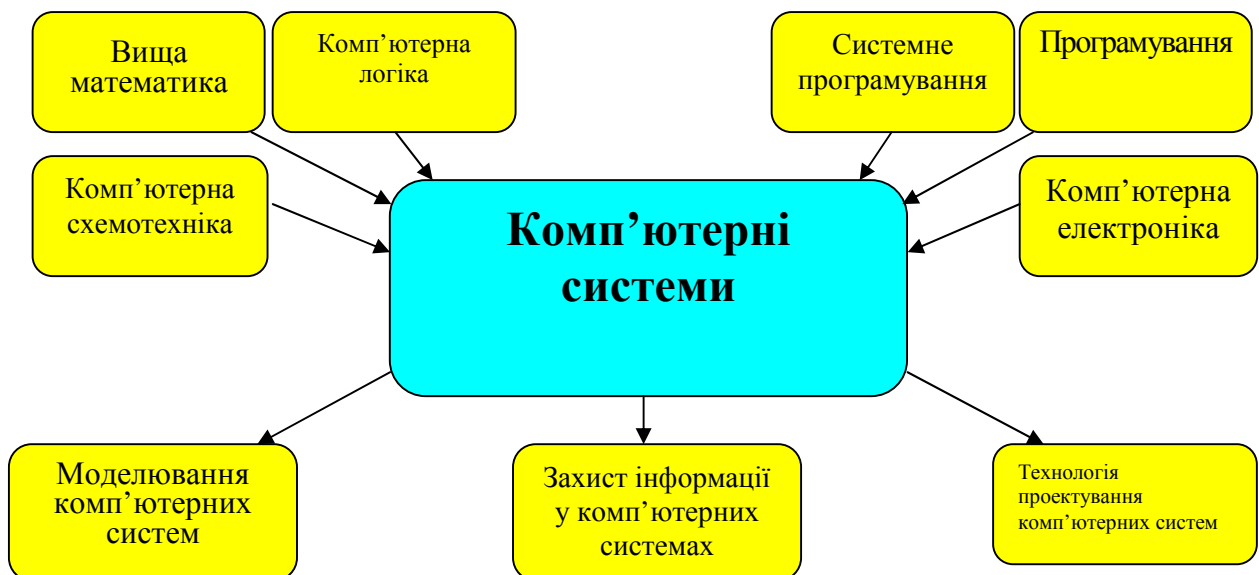 Вища
математика
Комп’ютерна
логіка
Системне
програмування
Програмування
Комп’ютерна
схемотехніка
Комп’ютерна
електроніка
Комп’ютерні
системи
Моделювання
комп’ютерних
систем
Захист інформації
у комп’ютерних
системах
Технологія
проектування
комп’ютерних систем